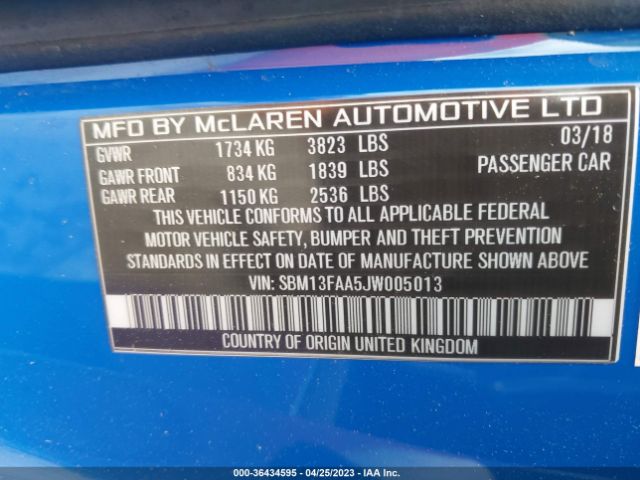 MFD BY McLAREN AUTOMOTIVE LTD
GVWR 1734 KG 3823 LBS 03/18
GAWR FRONT 834 KG 1839 LBS PASSENGER CAR
GAWR REAR 1150 KG 2536 LBS
THIS VEHICLE CONFORMS TO ALL APPLICABLE FEDERAL
MOTOR VEHICLE SAFETY, BUMPER AND THEFT PREVENTION
STANDARDS IN EFFECT ON DATE OF MANUFACTURE SHOWN ABOVE
VIN: SBM13FAA5JW005013
COUNTRY OF ORIGIN UNITED KINGDOM
000-36434595 - 04/25/2023 - IAA Inc.